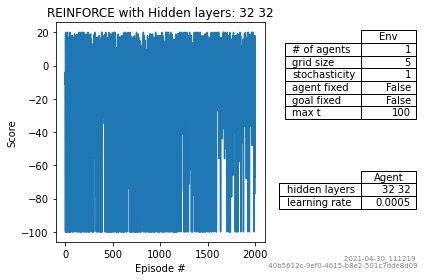 REINFORCE with Hidden layers: 32 32
20
0
−20
−40
−60
−80
−100
Score
0 500 1000 1500 2000
Episode #
Env
# of agents 1
grid size 5
stochasticity 1
agent fixed False
goal fixed False
max t 100
Agent
hidden layers 32 32
learning rate 0.0005
2021-04-30_111219
40b5612c-9ef0-4615-b8e2-501c7dde8d09